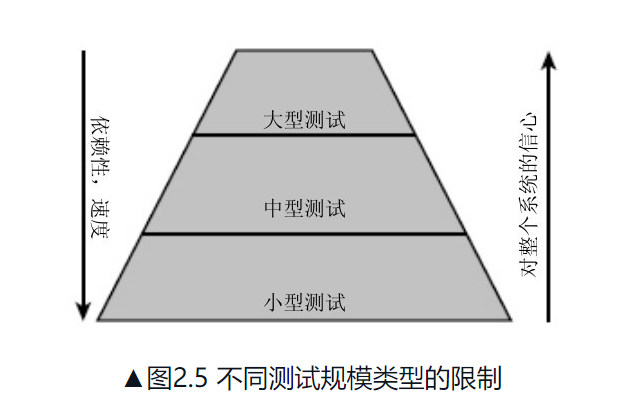 大型测试
依赖性，速度
对整个系统的信心
中型测试
小型测试
▲图2.5 不同测试规模类型的限制